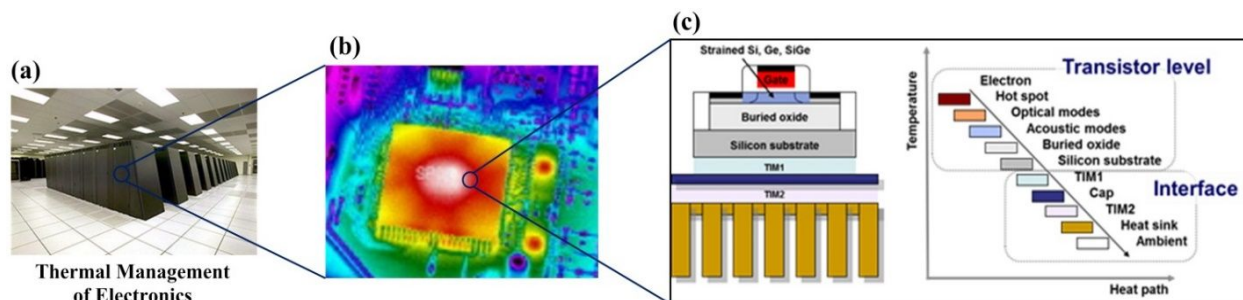 (a)
Thermal Management
of Electronics
(b)
(c)
Strained Si, Ge, SiGe
Gate
Buried oxide
Silicon substrate
TIM1
TIM2
Temperature
Transistor level
Electron
Hot spot
Optical modes
Acoustic modes
Buried oxide
Silicon substrate
TIM1
Interface
Cap
TIM2
Heat sink
Ambient
Heat path